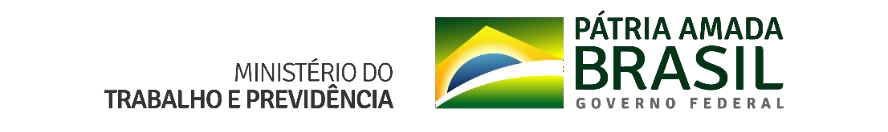 MINISTÉRIO DO
TRABALHO E PREVIDÊNCIA
PÁTRIA AMADA
BRASIL
GOVERNO FEDERAL